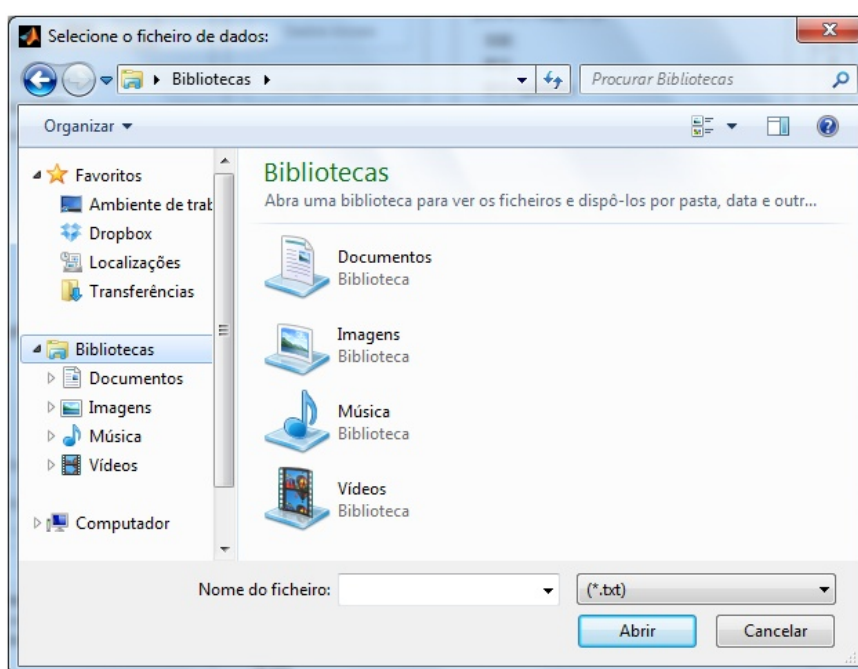 Selecione o ficheiro de dados:
Bibliotecas
Procurar Bibliotecas
Organizar
Favoritos
Ambiente de trab
Dropbox
Localizações
Transferências
Bibliotecas
Documentos
Imagens
Música
Vídeos
Computador
Bibliotecas
Abra uma biblioteca para ver os ficheiros e dispô-los por pasta, data e outr...
Documentos
Biblioteca
Imagens
Biblioteca
Música
Biblioteca
Vídeos
Biblioteca
Nome do ficheiro:
(*.txt)
Abrir
Cancelar